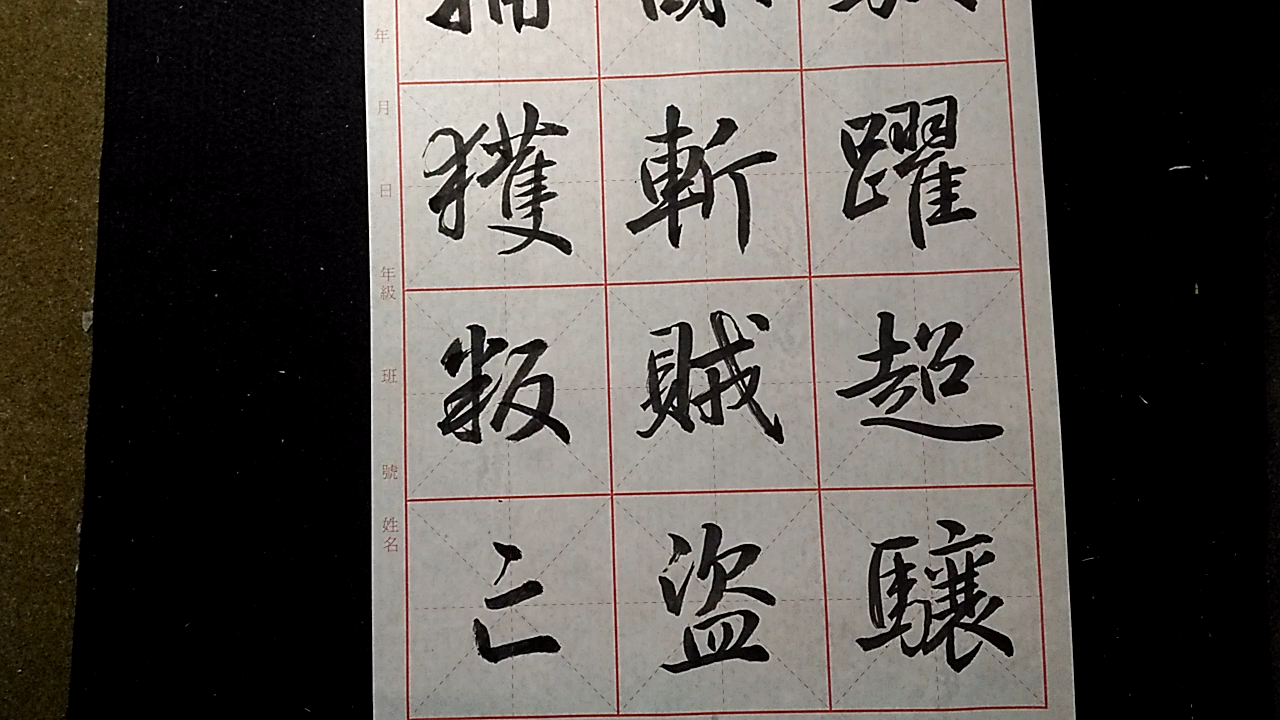 躍超驤
斬賊盜
獲叛亡
年 月 日 年級 班 號 姓名